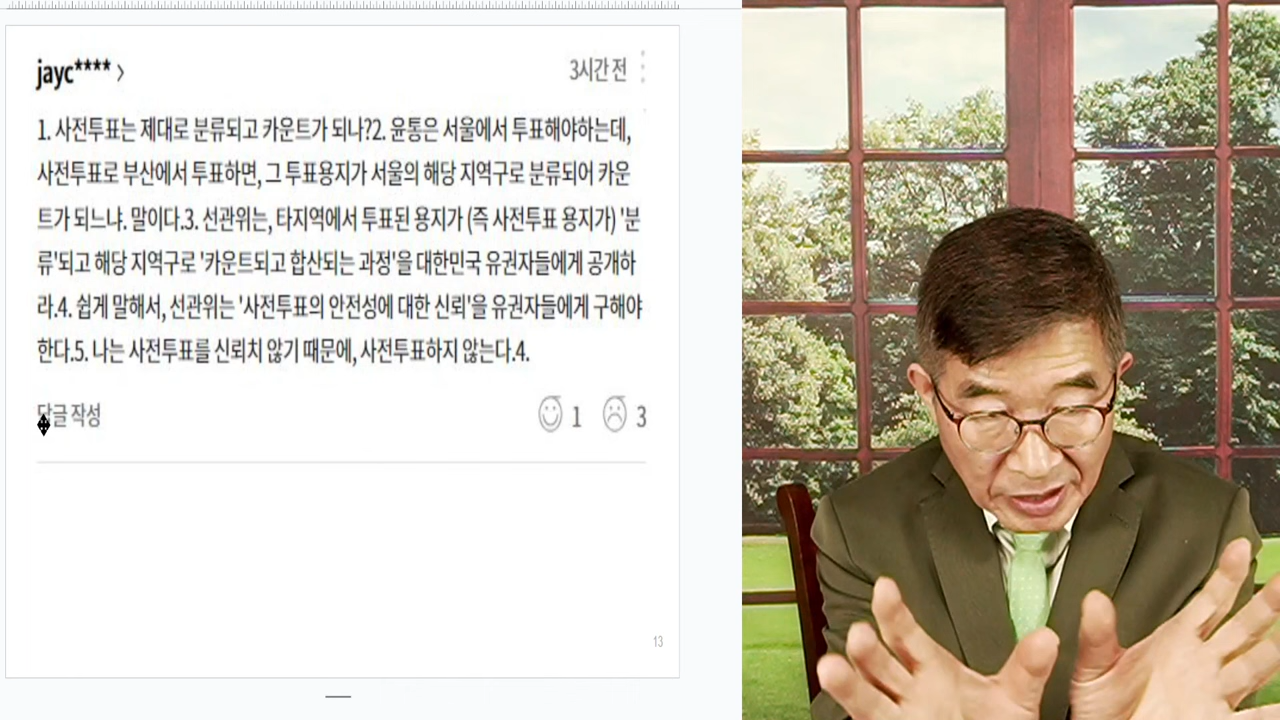 jayc**** >
3시간 전
1. 사전투표는 제대로 분류되고 카운트가 되나?2. 윤통은 서울에서 투표해야하는데,
사전투표로 부산에서 투표하면, 그 투표용지가 서울의 해당 지역구로 분류되어 카운
트가 되느냐. 말이다.3. 선관위는, 타지역에서 투표된 용지가 (즉 사전투표 용지가) '분
류'되고 해당 지역구로 '카운트되고 합산되는 과정'을 대한민국 유권자들에게 공개하
라.4. 쉽게 말해서, 선관위는 '사전투표의 안전성에 대한 신뢰'을 유권자들에게 구해야
한다.5. 나는 사전투표를 신뢰치 않기 때문에, 사전투표하지 않는다.4.
답글 작성
1 3
13